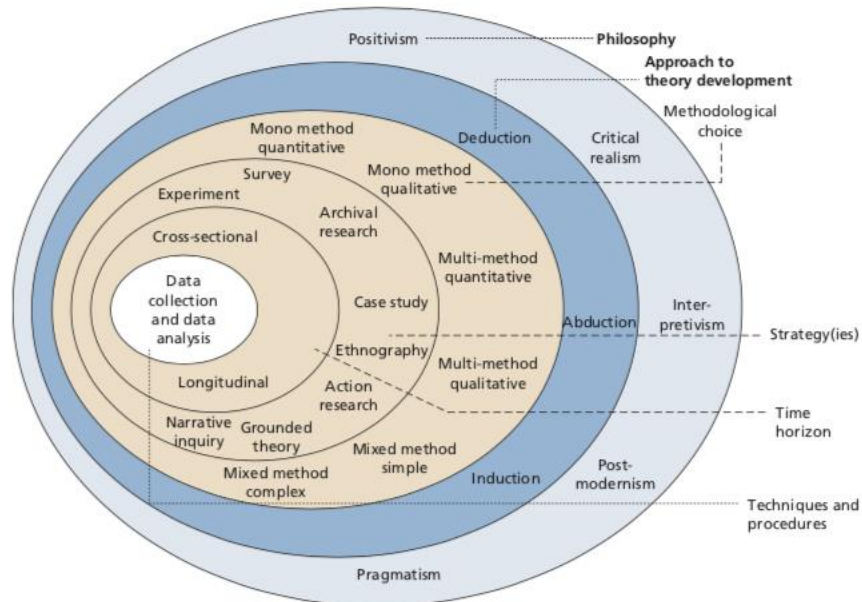 Positivism
Philosophy
Approach to
theory development
Methodological
choice
Mono method
quantitative
Deduction
Critical
realism
Survey
Mono method
qualitative
Experiment
Archival
research
Cross-sectional
Multi-method
quantitative
Data
collection
and data
analysis
Case study
Inter-
pretivism
Abduction
Strategy(ies)
Ethnography
Multi-method
qualitative
Longitudinal
Action
research
Time
horizon
Narrative
inquiry
Grounded
theory
Mixed method
simple
Mixed method
complex
Induction
Post-
modernism
Techniques and
procedures
Pragmatism